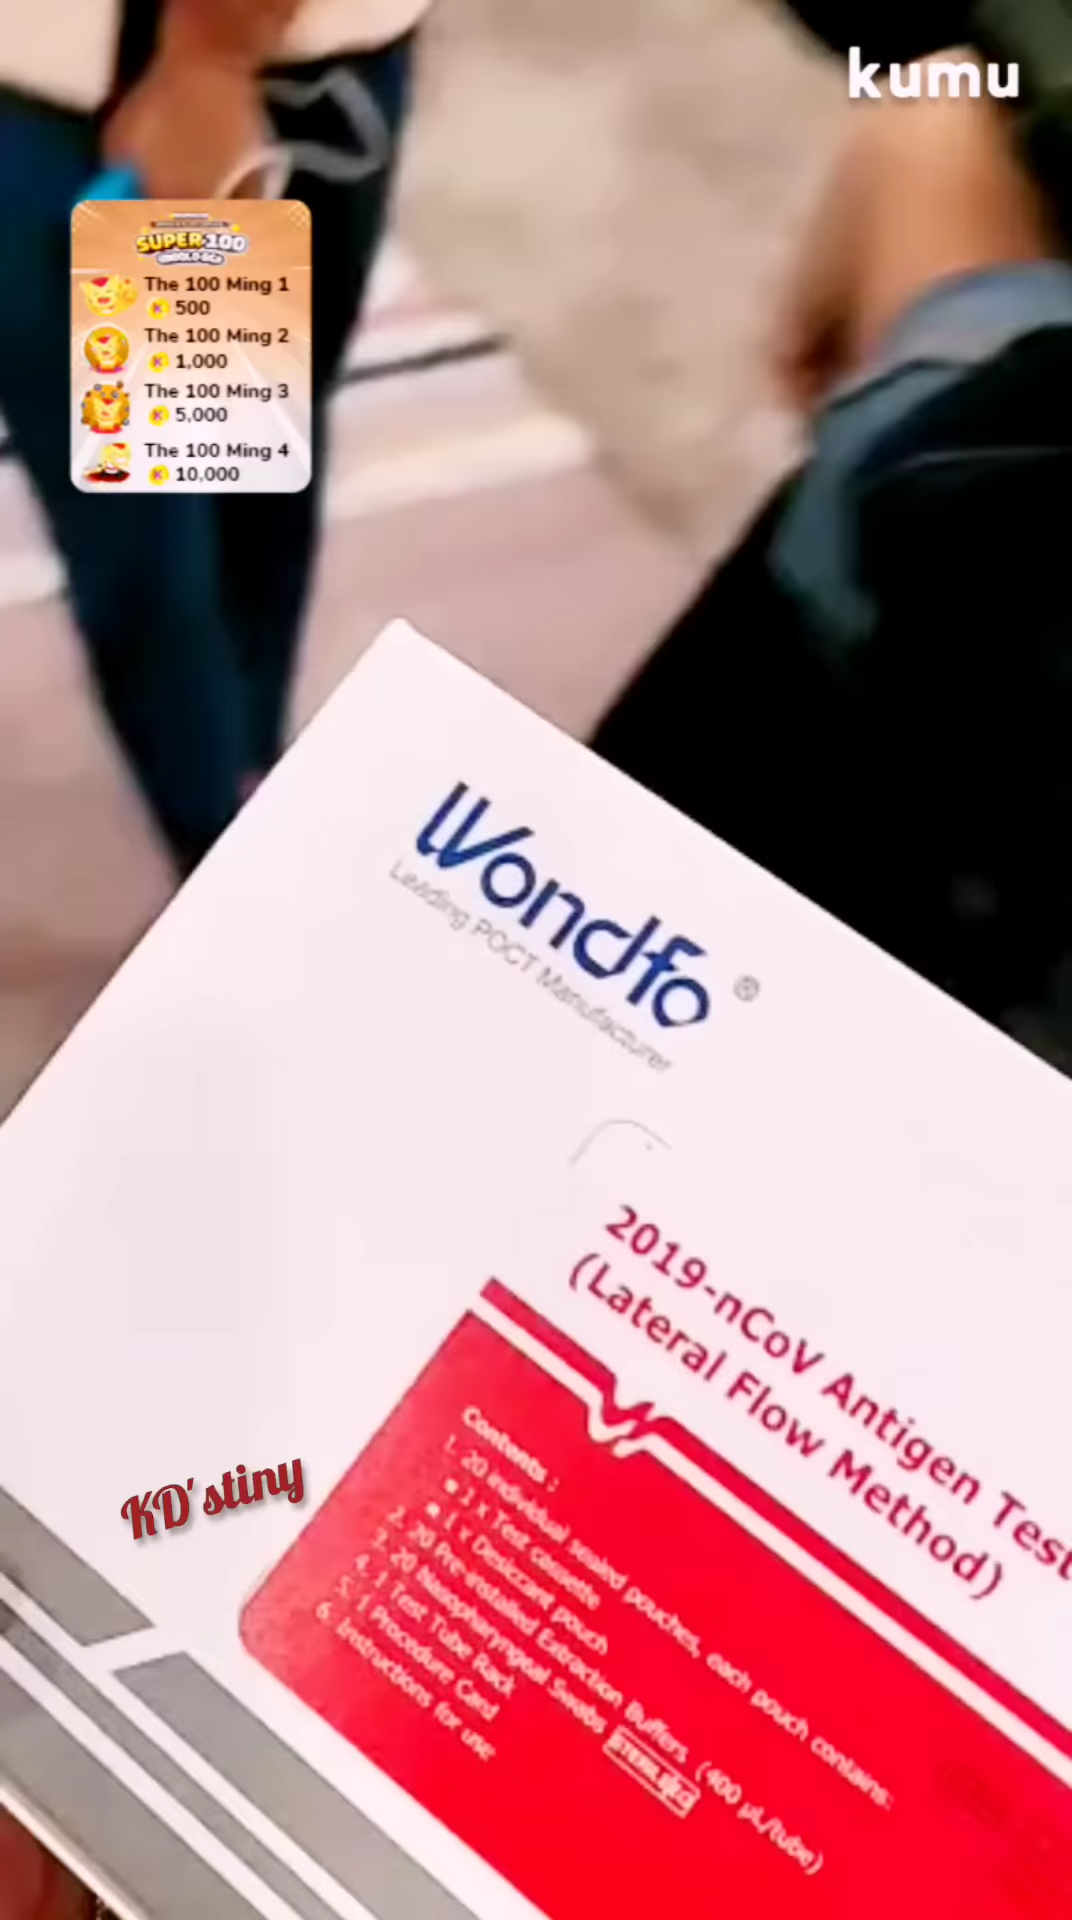 kumu
SUPER 100
The 100 Ming 1
500
The 100 Ming 2
1,000
The 100 Ming 3
5,000
The 100 Ming 4
10,000
Wondfo®
Leading POCT Manufacturer
2019-nCoV Antigen Test
(Lateral Flow Method)
Contents :
1. 20 individual sealed pouches, each pouch contains:
■ 1 x Test cassette
■ 1 x Desiccant pouch
2. 20 Pre-installed Extraction Buffers (400 μL/tube)
3. 20 Nasopharyngeal Swabs STERILE
4. 1 Test Tube Rack
5. 1 Procedure Card
6. Instructions for use
KD'stiny